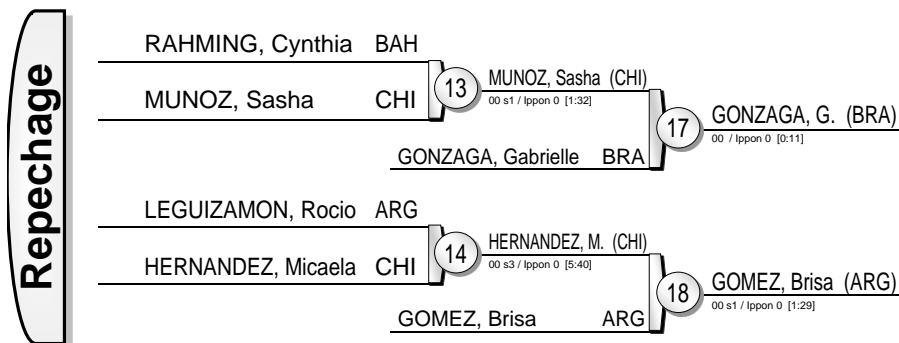 Repechage
RAHMING, Cynthia BAH
MUNOZ, Sasha CHI
13
MUNOZ, Sasha (CHI)
00 s1 / Ippon 0 [1:32]
GONZAGA, Gabrielle BRA
17
GONZAGA, G. (BRA)
00 / Ippon 0 [0:11]
LEGUIZAMON, Rocio ARG
HERNANDEZ, Micaela CHI
14
HERNANDEZ, M. (CHI)
00 s3 / Ippon 0 [5:40]
GOMEZ, Brisa ARG
18
GOMEZ, Brisa (ARG)
00 s1 / Ippon 0 [1:29]